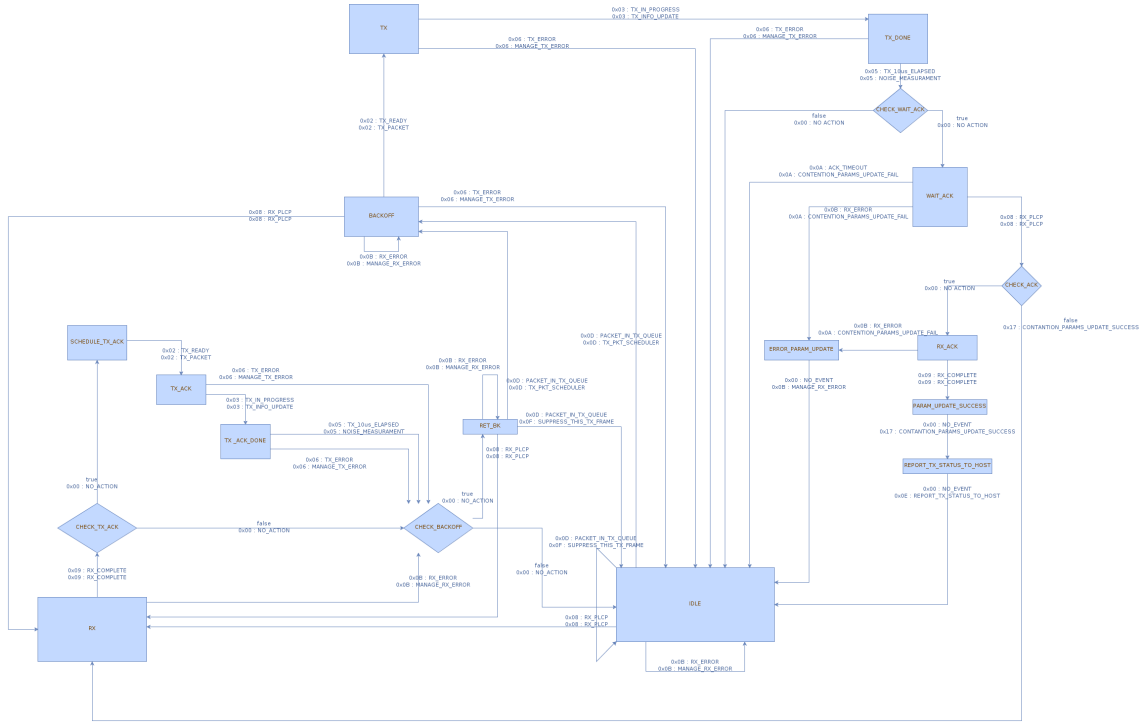 0x03 : TX_IN_PROGRESS
0x03 : TX_INFO_UPDATE
TX
TX_DONE
0x06 : TX_ERROR
0x06 : MANAGE_TX_ERROR
0x06 : TX_ERROR
0x06 : MANAGE_TX_ERROR
0x05 : TX_10us_ELAPSED
0x05 : NOISE_MEASURAMENT
CHECK_WAIT_ACK
false
0x00 : NO ACTION
true
0x00 : NO ACTION
0x02 : TX_READY
0x02 : TX_PACKET
0x0A : ACK_TIMEOUT
0x0A : CONTENTION_PARAMS_UPDATE_FAIL
WAIT_ACK
0x06 : TX_ERROR
0x06 : MANAGE_TX_ERROR
0x08 : RX_PLCP
0x08 : RX_PLCP
BACKOFF
0x0B : RX_ERROR
0x0A : CONTENTION_PARAMS_UPDATE_FAIL
0x08 : RX_PLCP
0x08 : RX_PLCP
0x0B : RX_ERROR
0x0B : MANAGE_RX_ERROR
CHECK_ACK
true
0x00 : NO ACTION
false
0x17 : CONTANTION_PARAMS_UPDATE_SUCCESS
0x0B : RX_ERROR
0x0A : CONTENTION_PARAMS_UPDATE_FAIL
0x0D : PACKET_IN_TX_QUEUE
0x0D : TX_PKT_SCHEDULER
SCHEDULE_TX_ACK
RX_ACK
ERROR_PARAM_UPDATE
0x02 : TX_READY
0x02 : TX_PACKET
0x0B : RX_ERROR
0x0B : MANAGE_RX_ERROR
0x06 : TX_ERROR
0x06 : MANAGE_TX_ERROR
0x09 : RX_COMPLETE
0x09 : RX_COMPLETE
0x0D : PACKET_IN_TX_QUEUE
0x0D : TX_PKT_SCHEDULER
0x00 : NO_EVENT
0x0B : MANAGE_RX_ERROR
TX_ACK
0x03 : TX_IN_PROGRESS
0x03 : TX_INFO_UPDATE
PARAM_UPDATE_SUCCESS
0x0D : PACKET_IN_TX_QUEUE
0x0F : SUPPRESS_THIS_TX_FRAME
0x05 : TX_10us_ELAPSED
0x05 : NOISE_MEASURAMENT
RET_BK
0x00 : NO_EVENT
0x17 : CONTANTION_PARAMS_UPDATE_SUCCESS
TX_ACK_DONE
0x08 : RX_PLCP
0x08 : RX_PLCP
0x06 : TX_ERROR
0x06 : MANAGE_TX_ERROR
REPORT_TX_STATUS_TO_HOST
true
0x00 : NO_ACTION
true
0x00 : NO_ACTION
0x00 : NO_EVENT
0x0E : REPORT_TX_STATUS_TO_HOST
CHECK_TX_ACK
false
0x00 : NO_ACTION
CHECK_BACKOFF
0x0D : PACKET_IN_TX_QUEUE
0x0F : SUPPRESS_THIS_TX_FRAME
0x09 : RX_COMPLETE
0x09 : RX_COMPLETE
false
0x00 : NO_ACTION
0x0B : RX_ERROR
0x0B : MANAGE_RX_ERROR
IDLE
0x08 : RX_PLCP
0x08 : RX_PLCP
RX
0x0B : RX_ERROR
0x0B : MANAGE_RX_ERROR